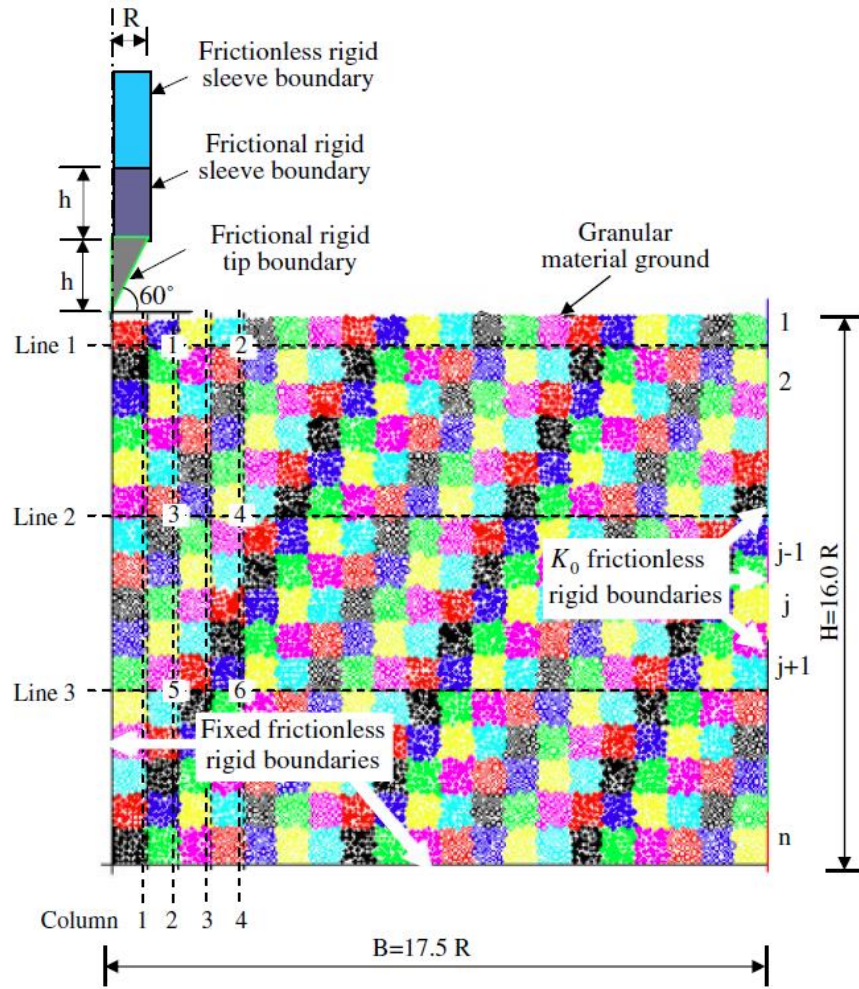 R
Frictionless rigid
sleeve boundary
Frictional rigid
sleeve boundary
h
Frictional rigid
tip boundary
h
60°
Granular
material ground
Line 1
1
2
1
2
Line 2
3
4
K₀ frictionless
rigid boundaries
j-1
j
j+1
H=16.0 R
Line 3
5
6
Fixed frictionless
rigid boundaries
n
Column 1 2 3 4
B=17.5 R